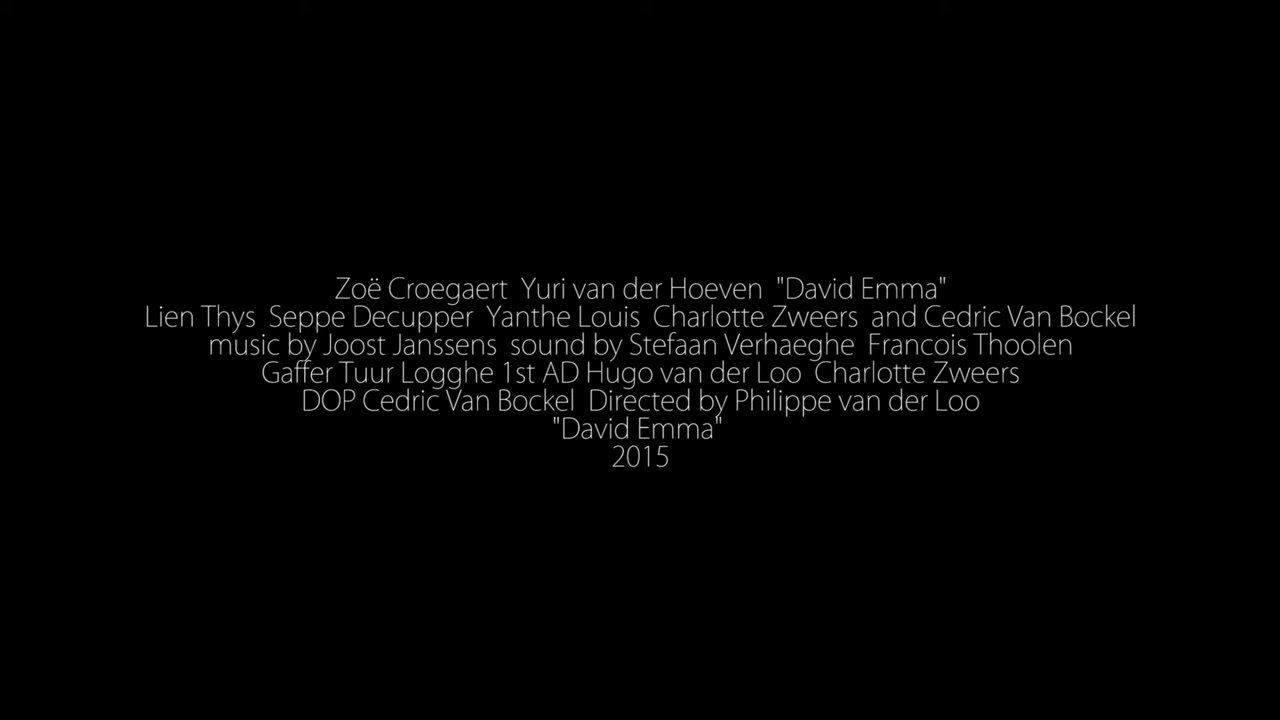 Zoë Croegaert  Yuri van der Hoeven  "David Emma"
Lien Thys  Seppe Decupper  Yanthe Louis  Charlotte Zweers  and Cedric Van Bockel
music by Joost Janssens  sound by Stefaan Verhaeghe  Francois Thoolen
Gaffer Tuur Logghe 1st AD Hugo van der Loo  Charlotte Zweers
DOP Cedric Van Bockel  Directed by Philippe van der Loo
"David Emma"
2015